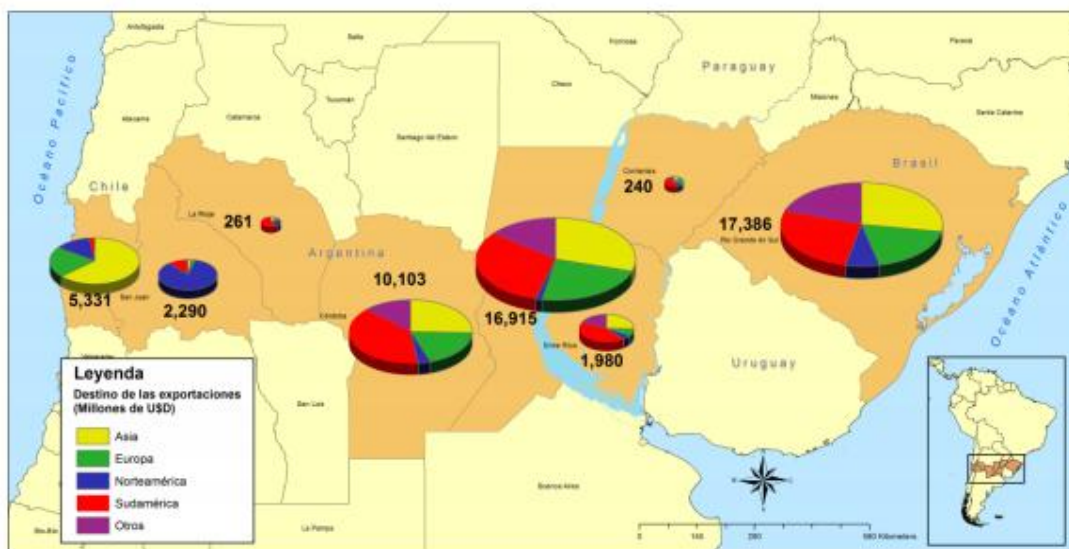 Antofagasta
Salta
Formosa
Paraguay
Paraná
Océano Pacífico
Atacama
Catamarca
Tucumán
Chaco
Misiones
Santa Catarina
Santiago del Estero
Chile
La Rioja
261
Corrientes
240
Brasil
17,386
Rio Grande do Sul
Argentina
5,331
San Juan
2,290
10,103
Córdoba
16,915
Entre Rios
1,980
Océano Atlántico
Uruguay
San Luis
Buenos Aires
La Pampa
Leyenda
Destino de las exportaciones
(Millones de U$D)
Asia
Europa
Norteamérica
Sudamérica
Otros